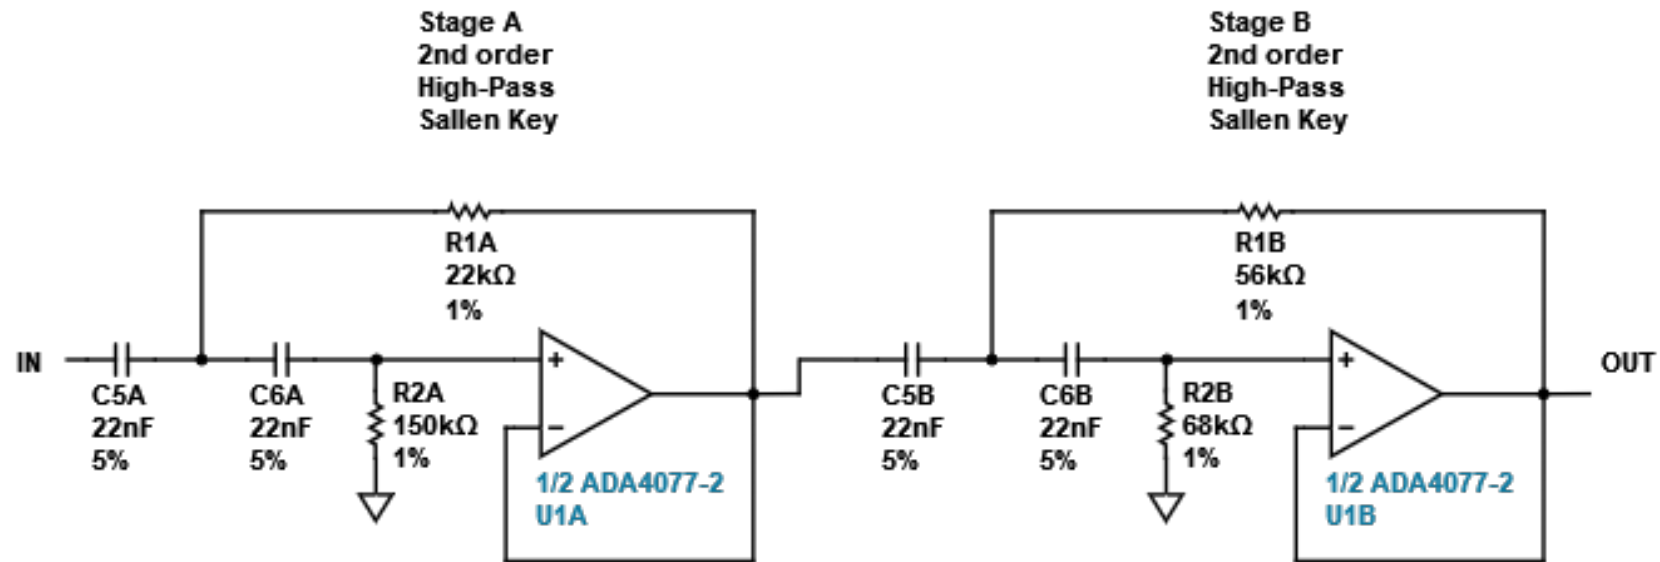 Stage A
2nd order
High-Pass
Sallen Key
Stage B
2nd order
High-Pass
Sallen Key
R1A
22kΩ
1%
R1B
56kΩ
1%
IN
C5A
22nF
5%
C6A
22nF
5%
R2A
150kΩ
1%
+
−
1/2 ADA4077-2
U1A
C5B
22nF
5%
C6B
22nF
5%
R2B
68kΩ
1%
+
−
1/2 ADA4077-2
U1B
OUT